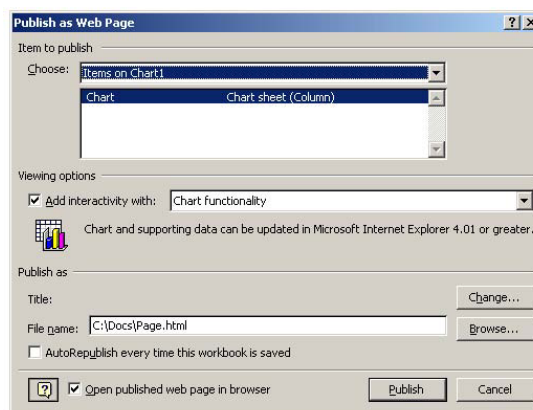 Publish as Web Page
Item to publish
Choose: Items on Chart1
Chart Chart sheet (Column)
Viewing options
Add interactivity with: Chart functionality
Chart and supporting data can be updated in Microsoft Internet Explorer 4.01 or greater.
Publish as
Title: Change...
File name: C:\Docs\Page.html Browse...
AutoRepublish every time this workbook is saved
Open published web page in browser Publish Cancel